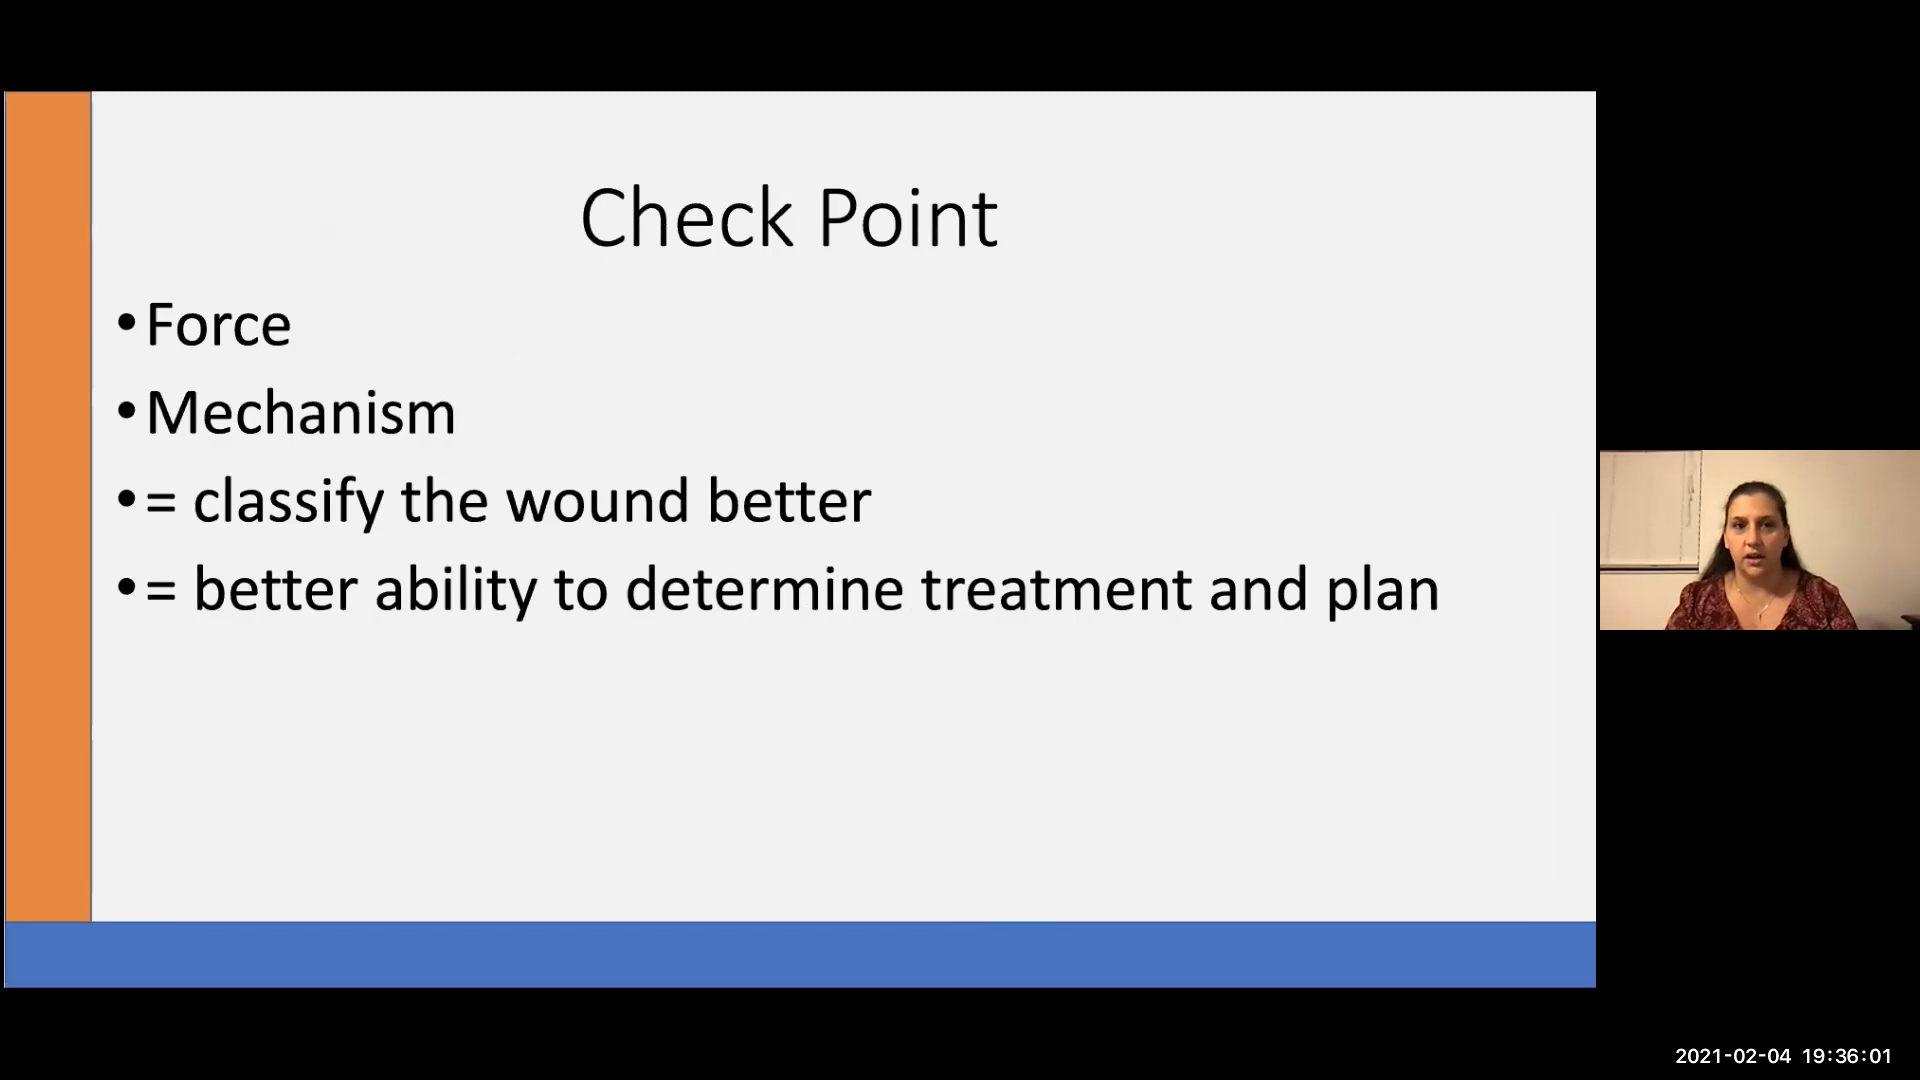 Check Point
•Force
•Mechanism
•= classify the wound better
•= better ability to determine treatment and plan
2021-02-04 19:36:01